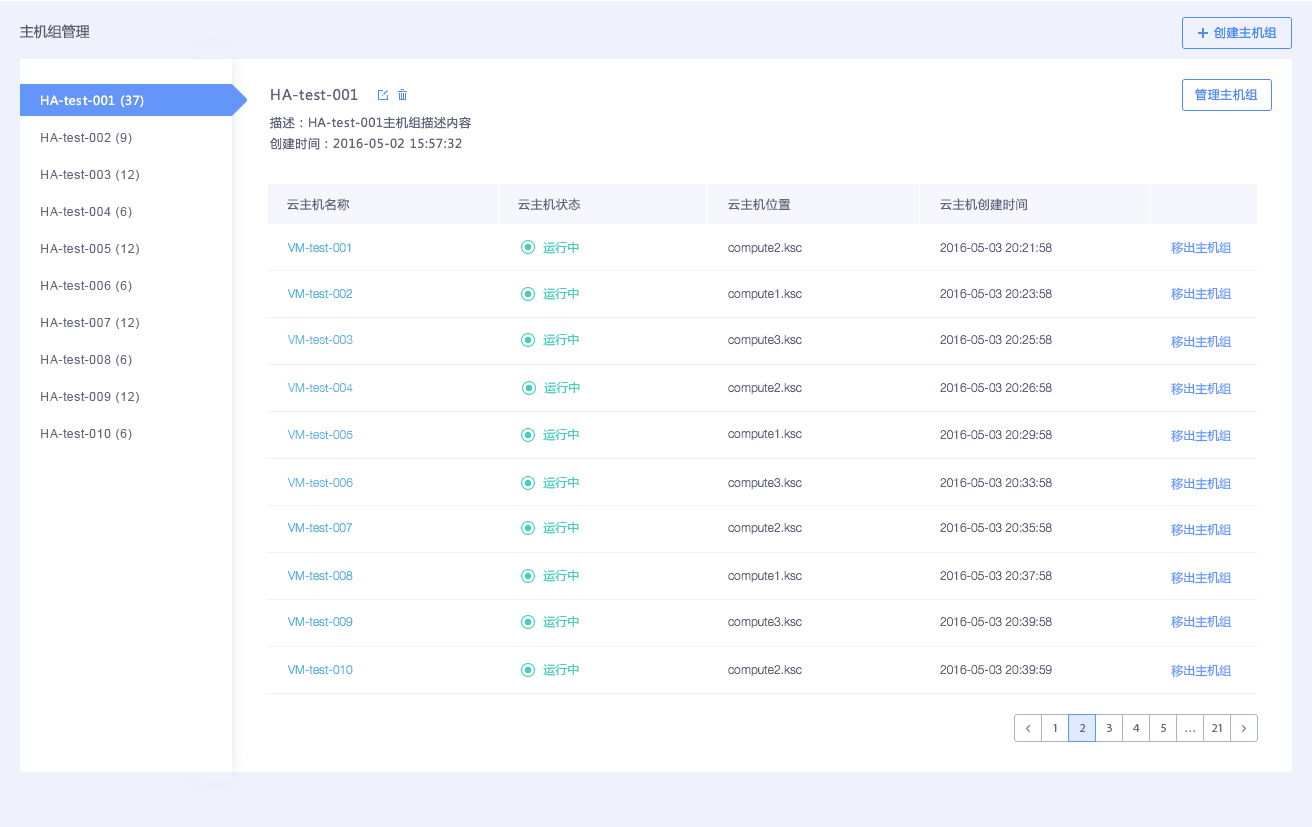 主机组管理
+ 创建主机组
HA-test-001 (37)
HA-test-002 (9)
HA-test-003 (12)
HA-test-004 (6)
HA-test-005 (12)
HA-test-006 (6)
HA-test-007 (12)
HA-test-008 (6)
HA-test-009 (12)
HA-test-010 (6)
HA-test-001
管理主机组
描述：HA-test-001主机组描述内容
创建时间：2016-05-02 15:57:32
云主机名称 云主机状态 云主机位置 云主机创建时间
VM-test-001 运行中 compute2.ksc 2016-05-03 20:21:58 移出主机组
VM-test-002 运行中 compute1.ksc 2016-05-03 20:23:58 移出主机组
VM-test-003 运行中 compute3.ksc 2016-05-03 20:25:58 移出主机组
VM-test-004 运行中 compute2.ksc 2016-05-03 20:26:58 移出主机组
VM-test-005 运行中 compute1.ksc 2016-05-03 20:29:58 移出主机组
VM-test-006 运行中 compute3.ksc 2016-05-03 20:33:58 移出主机组
VM-test-007 运行中 compute2.ksc 2016-05-03 20:35:58 移出主机组
VM-test-008 运行中 compute1.ksc 2016-05-03 20:37:58 移出主机组
VM-test-009 运行中 compute3.ksc 2016-05-03 20:39:58 移出主机组
VM-test-010 运行中 compute2.ksc 2016-05-03 20:39:59 移出主机组
‹ 1 2 3 4 5 ... 21 ›